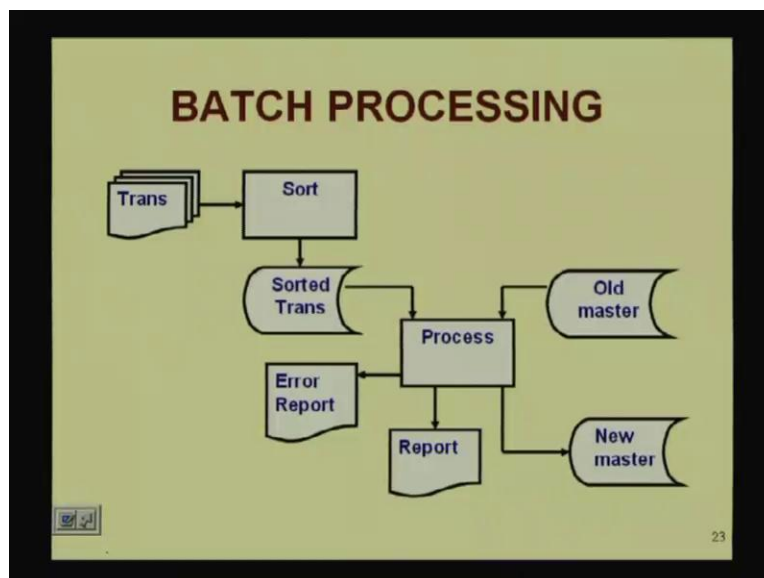 BATCH PROCESSING
Trans
Sort
Sorted
Trans
Old
master
Process
Error
Report
Report
New
master
23